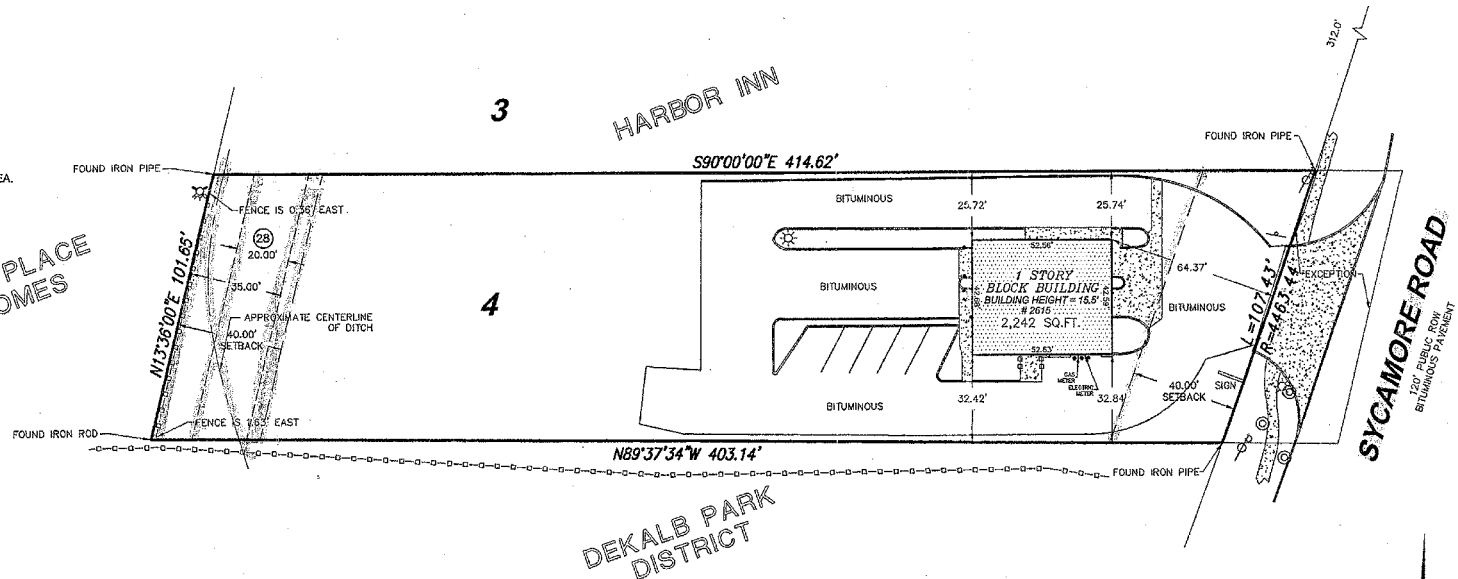 312.0'
HARBOR INN
3
FOUND IRON PIPE
S90°00'00"E 414.62'
FOUND IRON PIPE
EA.
FENCE IS 0.36' EAST
BITUMINOUS
25.72'
25.74'
PLACE
OMES
28
20.00'
52.56'
64.37'
EXCEPTION
35.00'
1 STORY
BLOCK BUILDING
BUILDING HEIGHT = 15.5'
# 2615
2,242 SQ.FT.
BITUMINOUS
BITUMINOUS
4
N13°36'00"E 101.65'
APPROXIMATE CENTERLINE
OF DITCH
40.00'
SETBACK
L=107.43'
R=4463.44'
SYCAMORE ROAD
120' PUBLIC ROW
BITUMINOUS PAVEMENT
52.63'
GAS
METER
ELECTRIC
METER
40.00'
SETBACK
SIGN
32.42'
32.84'
BITUMINOUS
FENCE IS 1.63' EAST
FOUND IRON ROD
N89°37'34"W 403.14'
FOUND IRON PIPE
DEKALB PARK
DISTRICT